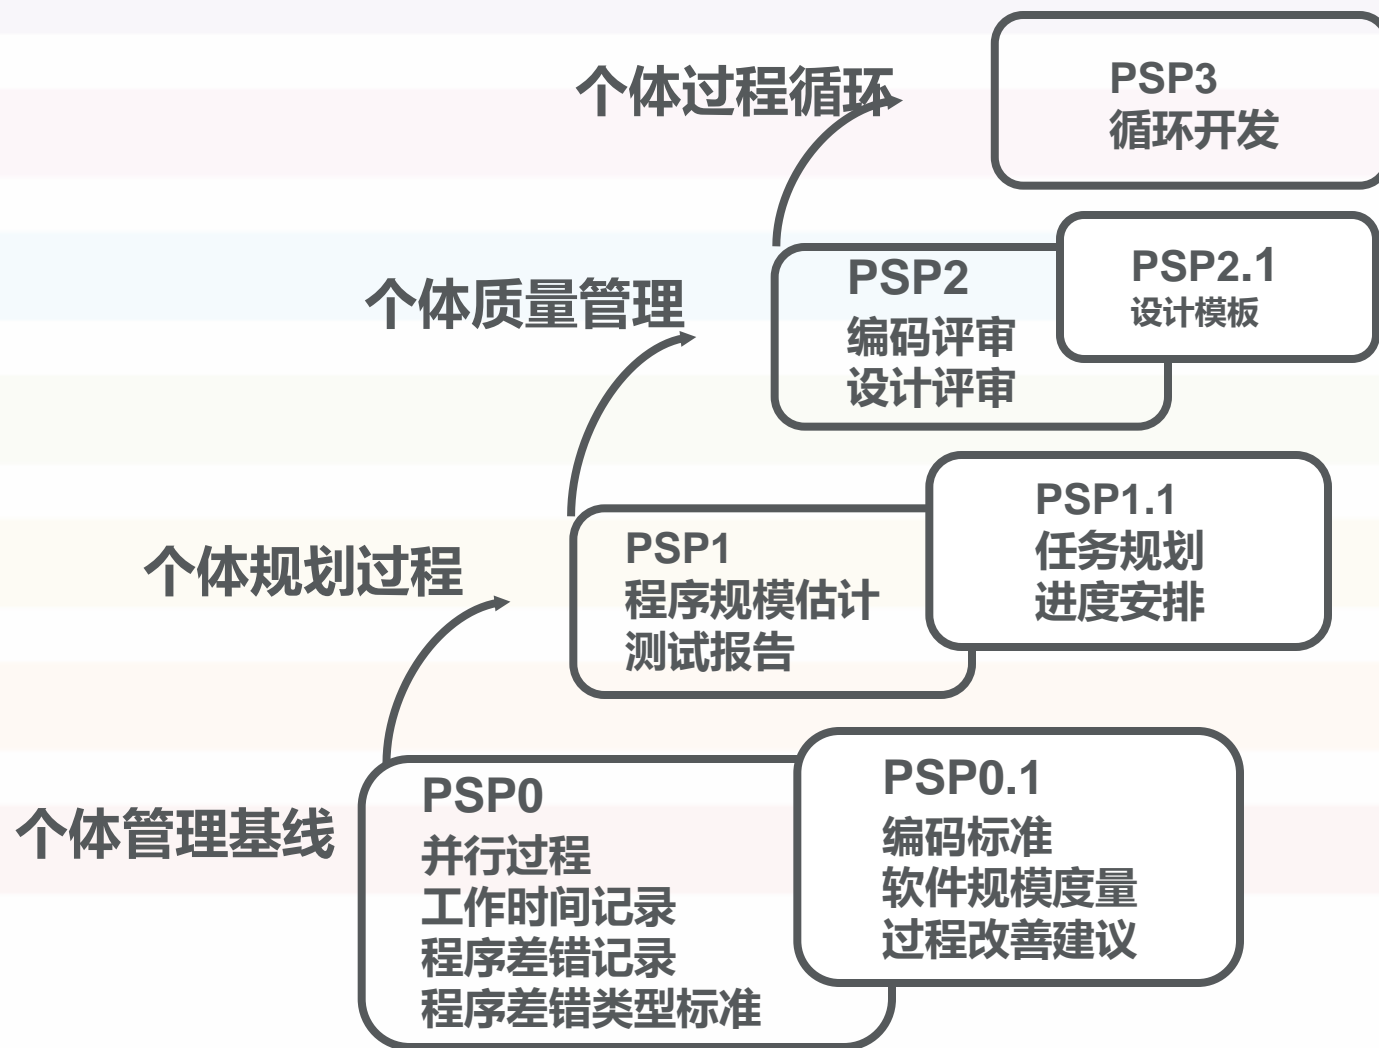 个体过程循环
PSP3
循环开发
个体质量管理
PSP2
编码评审
设计评审
PSP2.1
设计模板
个体规划过程
PSP1
程序规模估计
测试报告
PSP1.1
任务规划
进度安排
个体管理基线
PSP0
并行过程
工作时间记录
程序差错记录
程序差错类型标准
PSP0.1
编码标准
软件规模度量
过程改善建议